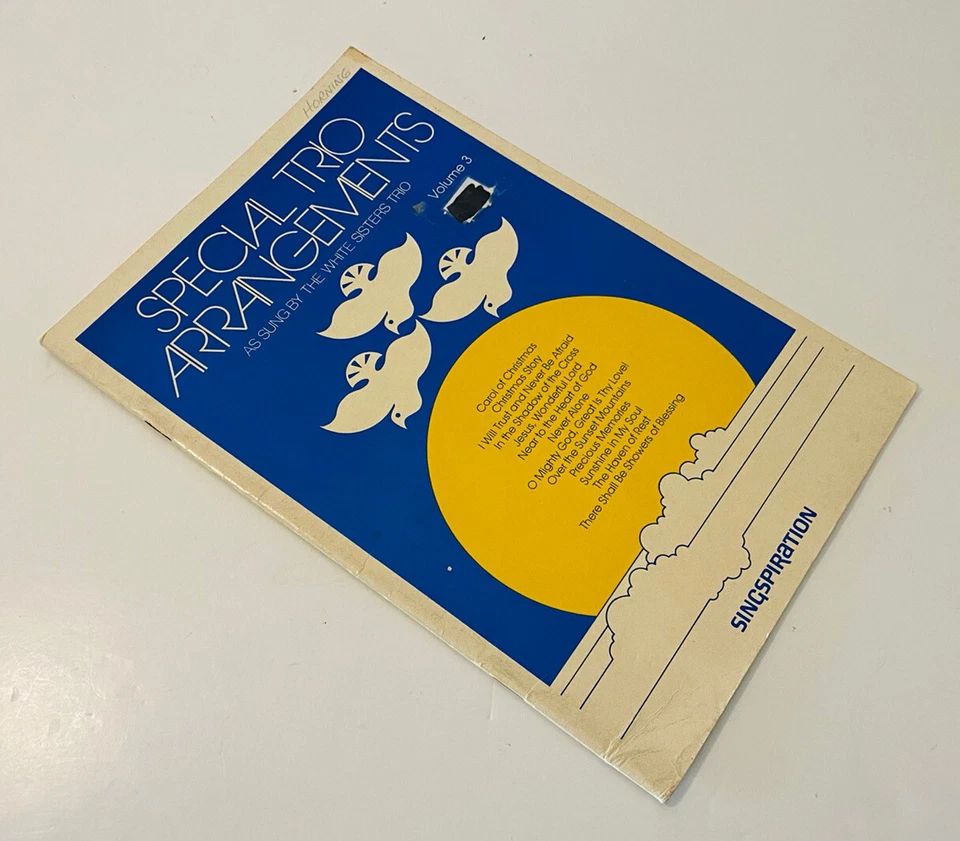 HORNING
SPECIAL TRIO
ARRANGEMENTS
AS SUNG BY THE WHITE SISTERS TRIO
Volume 3
Carol of Christmas
Christmas Story
I Will Trust and Never Be Afraid
In the Shadow of the Cross
Jesus, Wonderful Lord
Near to the Heart of God
Never Alone
O Mighty God, Great Is Thy Love!
Over the Sunset Mountains
Precious Memories
Sunshine in My Soul
The Haven of Rest
There Shall Be Showers of Blessing
SINGSPIRATION